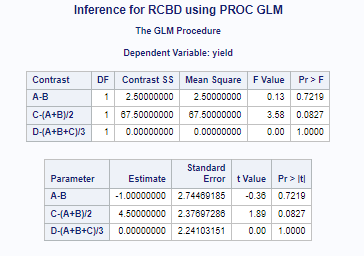 Inference for RCBD using PROC GLM
The GLM Procedure
Dependent Variable: yield
Contrast DF Contrast SS Mean Square F Value Pr > F
A-B 1 2.50000000 2.50000000 0.13 0.7219
C-(A+B)/2 1 67.50000000 67.50000000 3.58 0.0827
D-(A+B+C)/3 1 0.00000000 0.00000000 0.00 1.0000
Parameter Estimate Standard Error t Value Pr > |t|
A-B -1.00000000 2.74469185 -0.36 0.7219
C-(A+B)/2 4.50000000 2.37697286 1.89 0.0827
D-(A+B+C)/3 0.00000000 2.24103151 0.00 1.0000